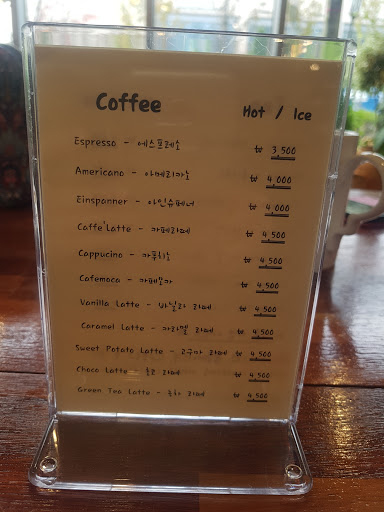 Coffee Hot / Ice
Espresso - 에스프레소 ₩ 3,500
Americano - 아메리카노 ₩ 4,000
Einspanner - 아인슈페너 ₩ 4,000
Caffe'Latte - 카페라떼 ₩ 4,500
Cappucino - 카푸치노 ₩ 4,500
Cafemoca - 카페모카 ₩ 4,500
Vanilla Latte - 바닐라 라떼 ₩ 4,500
Caramel Latte - 카라멜 라떼 ₩ 4,500
Sweet Potato Latte - 고구마 라떼 ₩ 4,500
Choco Latte - 초코 라떼 ₩ 4,500
Green Tea Latte - 녹차 라떼 ₩ 4,500